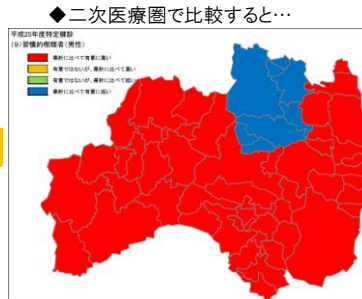 ◆二次医療圏で比較すると…
平成25年度特定健診
(9)習慣的喫煙者(男性)
県計に比べて有意に高い
有意ではないが、県計に比べて高い
有意ではないが、県計に比べて低い
県計に比べて有意に低い